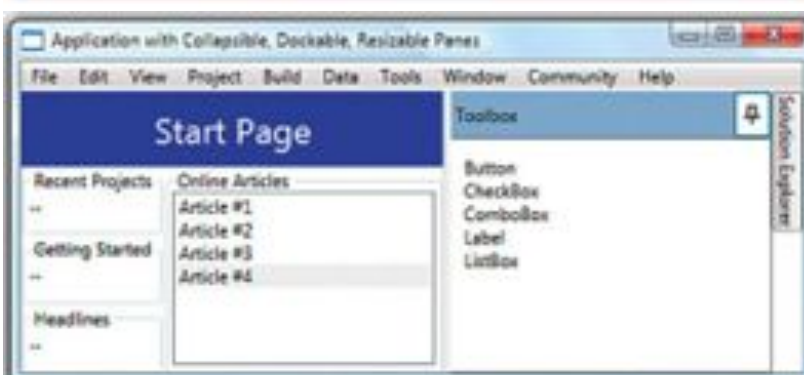 Application with Collapsible, Dockable, Resizable Panes
File Edit View Project Build Data Tools Window Community Help
Start Page
Recent Projects
--
Getting Started
--
Headlines
--
Online Articles
Article #1
Article #2
Article #3
Article #4
Toolbox
Button
CheckBox
ComboBox
Label
ListBox
Solution Explorer